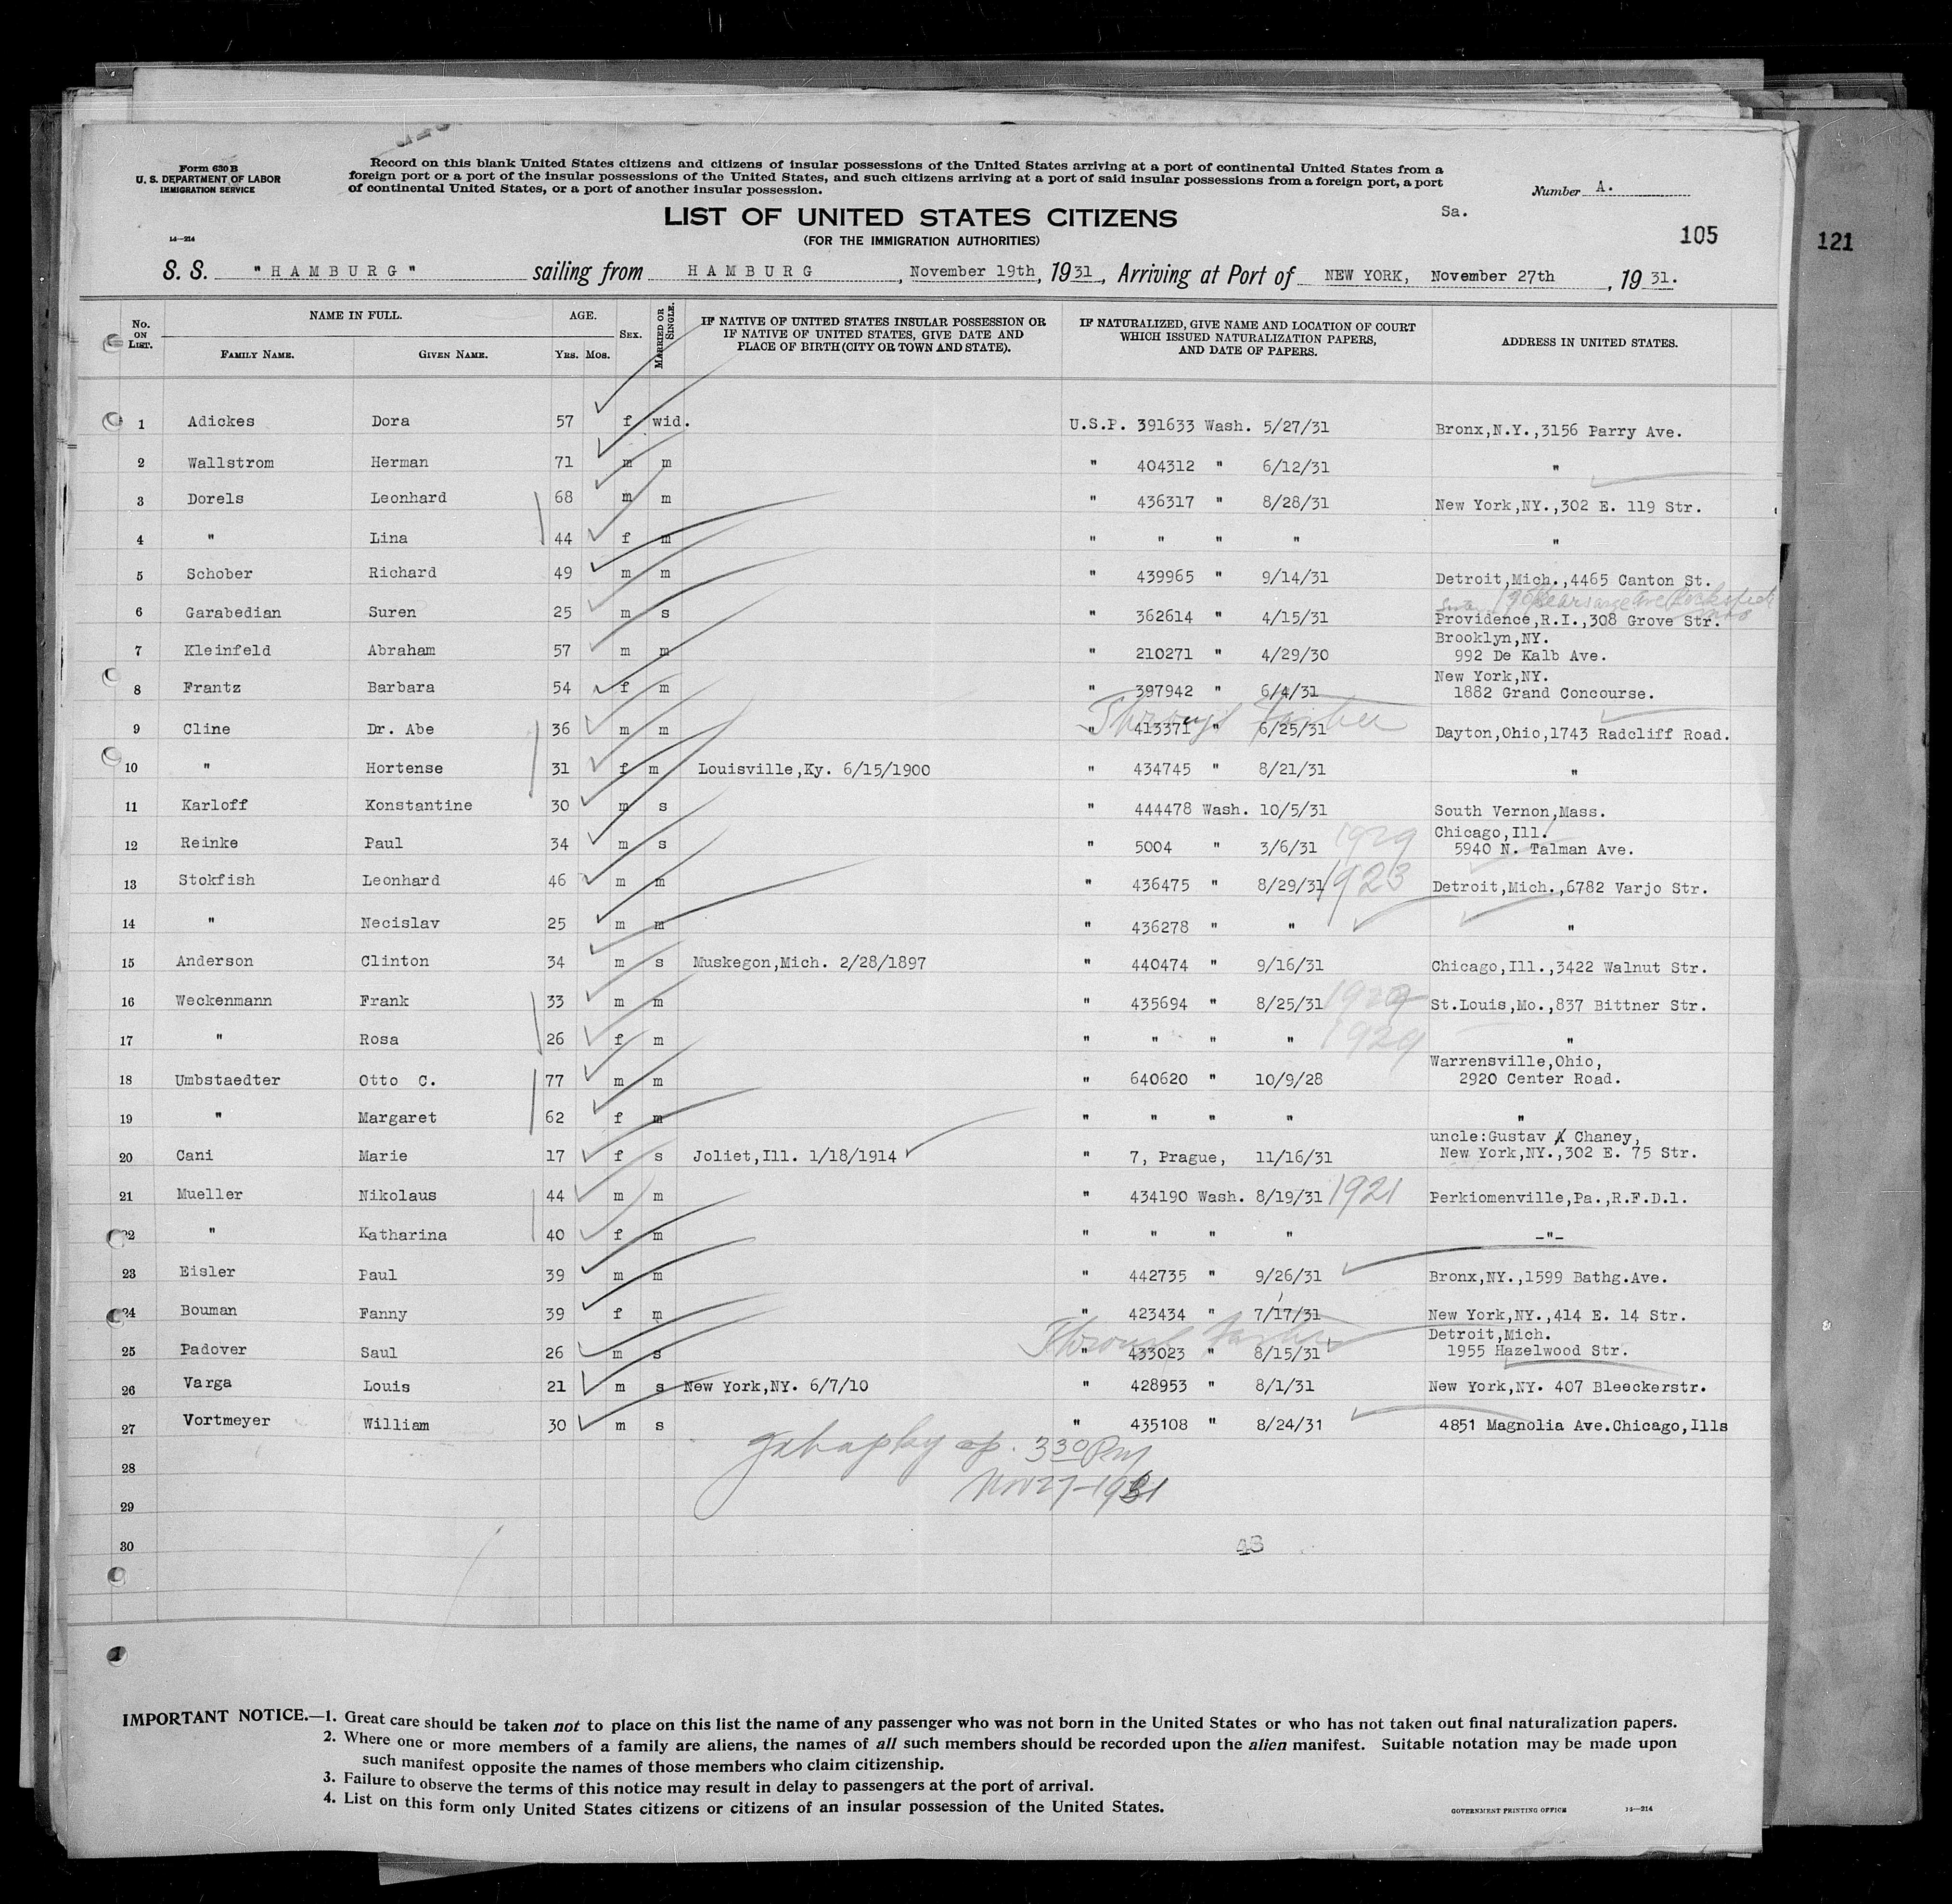 Form 630 B
U. S. DEPARTMENT OF LABOR
IMMIGRATION SERVICE
14—214
Record on this blank United States citizens and citizens of insular possessions of the United States arriving at a port of continental United States from a
foreign port or a port of the insular possessions of the United States, and such citizens arriving at a port of said insular possessions from a foreign port, a port
of continental United States, or a port of another insular possession.
Number A.
Sa.
LIST OF UNITED STATES CITIZENS
(FOR THE IMMIGRATION AUTHORITIES)
105
121
S. S. "HAMBURG" sailing from HAMBURG, November 19th, 1931, Arriving at Port of NEW YORK, November 27th, 19 31.
No. ON LIST. NAME IN FULL. FAMILY NAME. GIVEN NAME. AGE. YRS. MOS. SEX. MARRIED OR SINGLE. IF NATIVE OF UNITED STATES INSULAR POSSESSION OR IF NATIVE OF UNITED STATES, GIVE DATE AND PLACE OF BIRTH (CITY OR TOWN AND STATE). IF NATURALIZED, GIVE NAME AND LOCATION OF COURT WHICH ISSUED NATURALIZATION PAPERS, AND DATE OF PAPERS. ADDRESS IN UNITED STATES.
1 Adickes Dora 57 f wid. U.S.P. 391633 Wash. 5/27/31 Bronx,N.Y.,3156 Parry Ave.
2 Wallstrom Herman 71 m m " 404312 " 6/12/31 "
3 Dorels Leonhard 68 m m " 436317 " 8/28/31 New York,NY.,302 E. 119 Str.
4 " Lina 44 f m " " " " "
5 Schober Richard 49 m m " 439965 " 9/14/31 Detroit,Mich.,4465 Canton St.
6 Garabedian Suren 25 m s " 362614 " 4/15/31 Providence,R.I.,308 Grove Str.
7 Kleinfeld Abraham 57 m m " 210271 " 4/29/30 Brooklyn,NY.
992 De Kalb Ave.
8 Frantz Barbara 54 f m " 397942 " 6/4/31 New York,NY.
1882 Grand Concourse.
Through father
9 Cline Dr. Abe 36 m m " 413371 " 6/25/31 Dayton,Ohio,1743 Radcliff Road.
10 " Hortense 31 f m Louisville,Ky. 6/15/1900 " 434745 " 8/21/31 "
11 Karloff Konstantine 30 m s " 444478 Wash. 10/5/31 South Vernon,Mass.
12 Reinke Paul 34 m s " 5004 " 3/6/31 1929 Chicago,Ill.
5940 N. Talman Ave.
13 Stokfish Leonhard 46 m m " 436475 " 8/29/31 1923 Detroit,Mich.,6782 Varjo Str.
14 " Necislav 25 m m " 436278 " " "
15 Anderson Clinton 34 m s Muskegon,Mich. 2/28/1897 " 440474 " 9/16/31 Chicago,Ill.,3422 Walnut Str.
16 Weckenmann Frank 33 m m " 435694 " 8/25/31 1929 St.Louis,Mo.,837 Bittner Str.
17 " Rosa 26 f m " " " " 1929 "
18 Umbstaedter Otto C. 77 m m " 640620 " 10/9/28 Warrensville,Ohio,
2920 Center Road.
19 " Margaret 62 f m " " " " "
20 Cani Marie 17 f s Joliet,Ill. 1/18/1914 " 7, Prague, 11/16/31 uncle:Gustav Chaney,
New York,NY.,302 E. 75 Str.
21 Mueller Nikolaus 44 m m " 434190 Wash. 8/19/31 1921 Perkiomenville,Pa.,R.F.D.1.
22 " Katharina 40 f m " " " " -"-
23 Eisler Paul 39 m m " 442735 " 9/26/31 Bronx,NY.,1599 Bathg.Ave.
24 Bouman Fanny 39 f m " 423434 " 7/17/31 New York,NY.,414 E. 14 Str.
Through father
25 Padover Saul 26 m s " 433023 " 8/15/31 Detroit,Mich.
1955 Hazelwood Str.
26 Varga Louis 21 m s New York,NY. 6/7/10 " 428953 " 8/1/31 New York,NY. 407 Bleeckerstr.
27 Vortmeyer William 30 m s " 435108 " 8/24/31 4851 Magnolia Ave.Chicago,Ills
28 3 30 PM
29 Nov 27-1931
30 43
IMPORTANT NOTICE.—1. Great care should be taken not to place on this list the name of any passenger who was not born in the United States or who has not taken out final naturalization papers.
2. Where one or more members of a family are aliens, the names of all such members should be recorded upon the alien manifest. Suitable notation may be made upon
such manifest opposite the names of those members who claim citizenship.
3. Failure to observe the terms of this notice may result in delay to passengers at the port of arrival.
4. List on this form only United States citizens or citizens of an insular possession of the United States.
GOVERNMENT PRINTING OFFICE 14—214